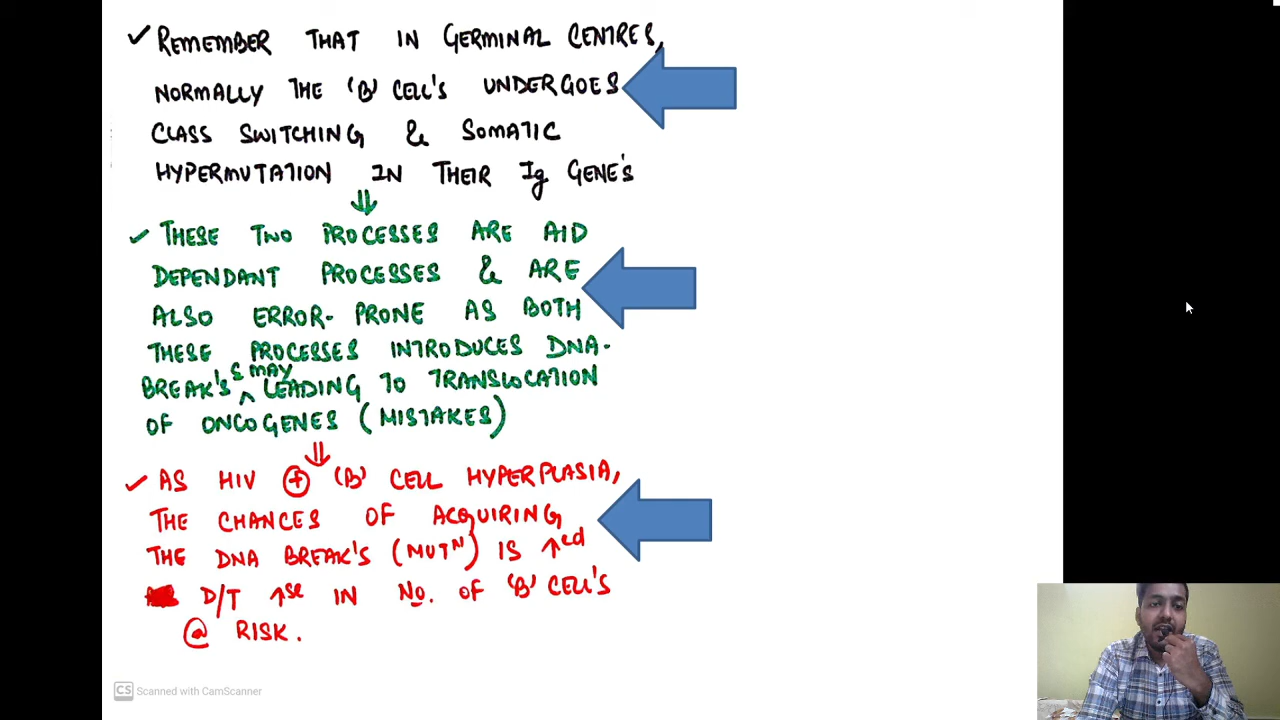 ✓ REMEMBER THAT IN GERMINAL CENTRES,
NORMALLY THE 'B' CELL'S UNDERGOES
CLASS SWITCHING & SOMATIC
HYPERMUTATION IN THEIR Ig GENE'S
⇓
✓ THESE TWO PROCESSES ARE AID
DEPENDANT PROCESSES & ARE
ALSO ERROR-PRONE AS BOTH
THESE PROCESSES INTRODUCES DNA-
BREAK'S & MAY LEADING TO TRANSLOCATION
OF ONCOGENES (MISTAKES)
⇓
✓ AS HIV ⊕ 'B' CELL HYPERPLASIA,
THE CHANCES OF ACQUIRING
THE DNA BREAK'S (MUTN) IS ↑ed
D/T ↑se IN No. OF 'B' CELL'S
@ RISK.
CS Scanned with CamScanner